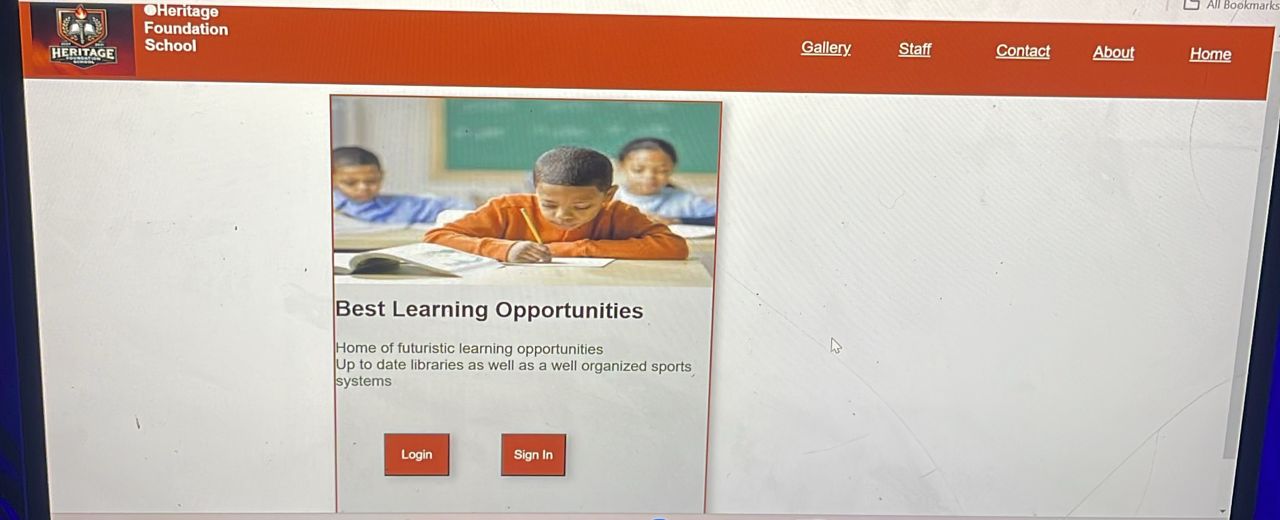 All Bookmarks
Heritage
Foundation
School
HERITAGE
FOUNDATION
SCHOOL
Gallery Staff Contact About Home
Best Learning Opportunities
Home of futuristic learning opportunities
Up to date libraries as well as a well organized sports
systems
Login Sign In